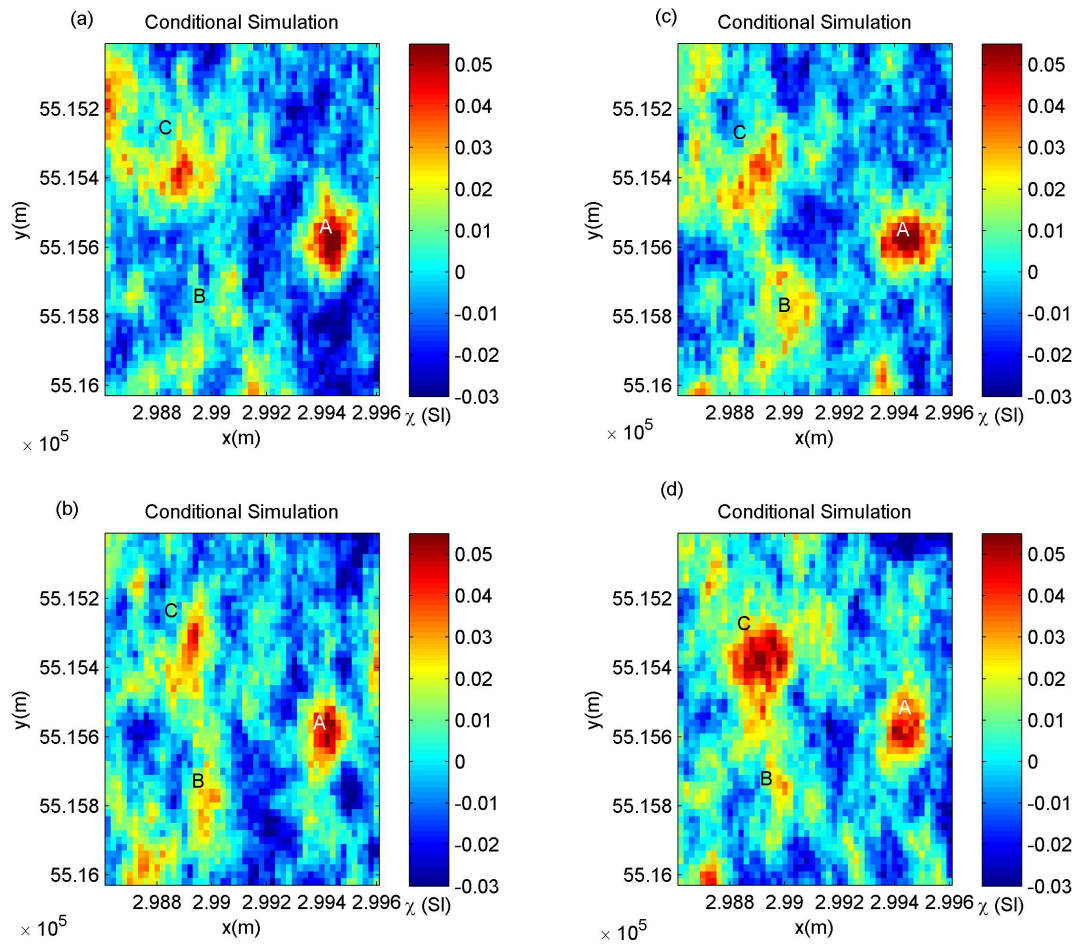 (a)
Conditional Simulation
55.152
55.154
55.156
55.158
55.16
y(m)
C
A
B
0.05
0.04
0.03
0.02
0.01
0
-0.01
-0.02
-0.03
2.988 2.99 2.992 2.994 2.996
χ (SI)
× 10^5
x(m)
(c)
Conditional Simulation
55.152
55.154
55.156
55.158
55.16
y(m)
C
A
B
0.05
0.04
0.03
0.02
0.01
0
-0.01
-0.02
-0.03
2.988 2.99 2.992 2.994 2.996
χ (SI)
× 10^5
x(m)
(b)
Conditional Simulation
55.152
55.154
55.156
55.158
55.16
y(m)
C
A
B
0.05
0.04
0.03
0.02
0.01
0
-0.01
-0.02
-0.03
2.988 2.99 2.992 2.994 2.996
χ (SI)
× 10^5
x(m)
(d)
Conditional Simulation
55.152
55.154
55.156
55.158
55.16
y(m)
C
A
B
0.05
0.04
0.03
0.02
0.01
0
-0.01
-0.02
-0.03
2.988 2.99 2.992 2.994 2.996
χ (SI)
× 10^5
x(m)